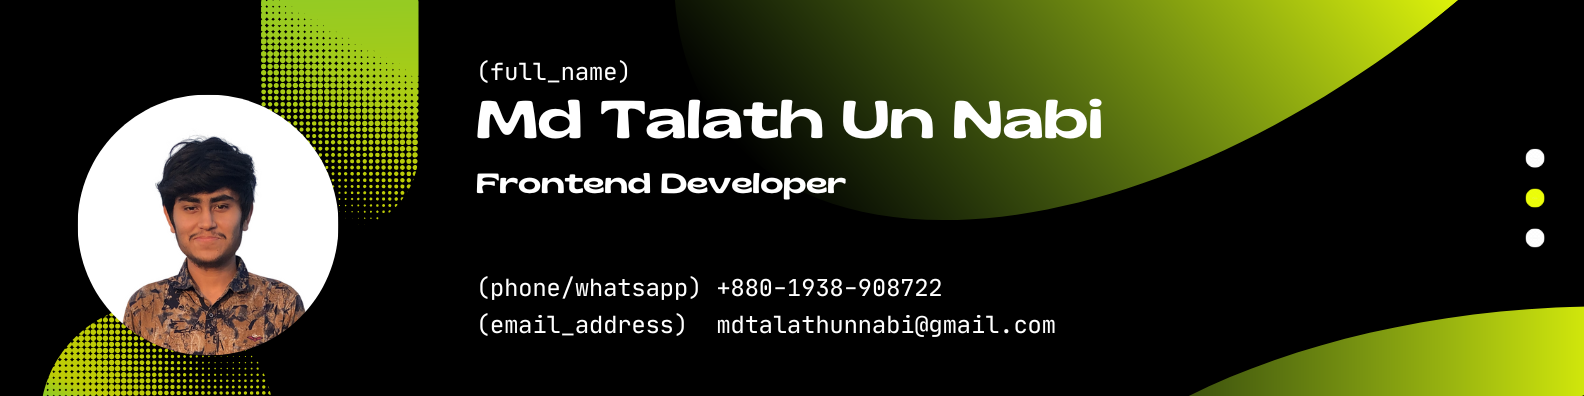 (full_name)
Md Talath Un Nabi
Frontend Developer
(phone/whatsapp) +880-1938-908722
(email_address) mdtalathunnabi@gmail.com